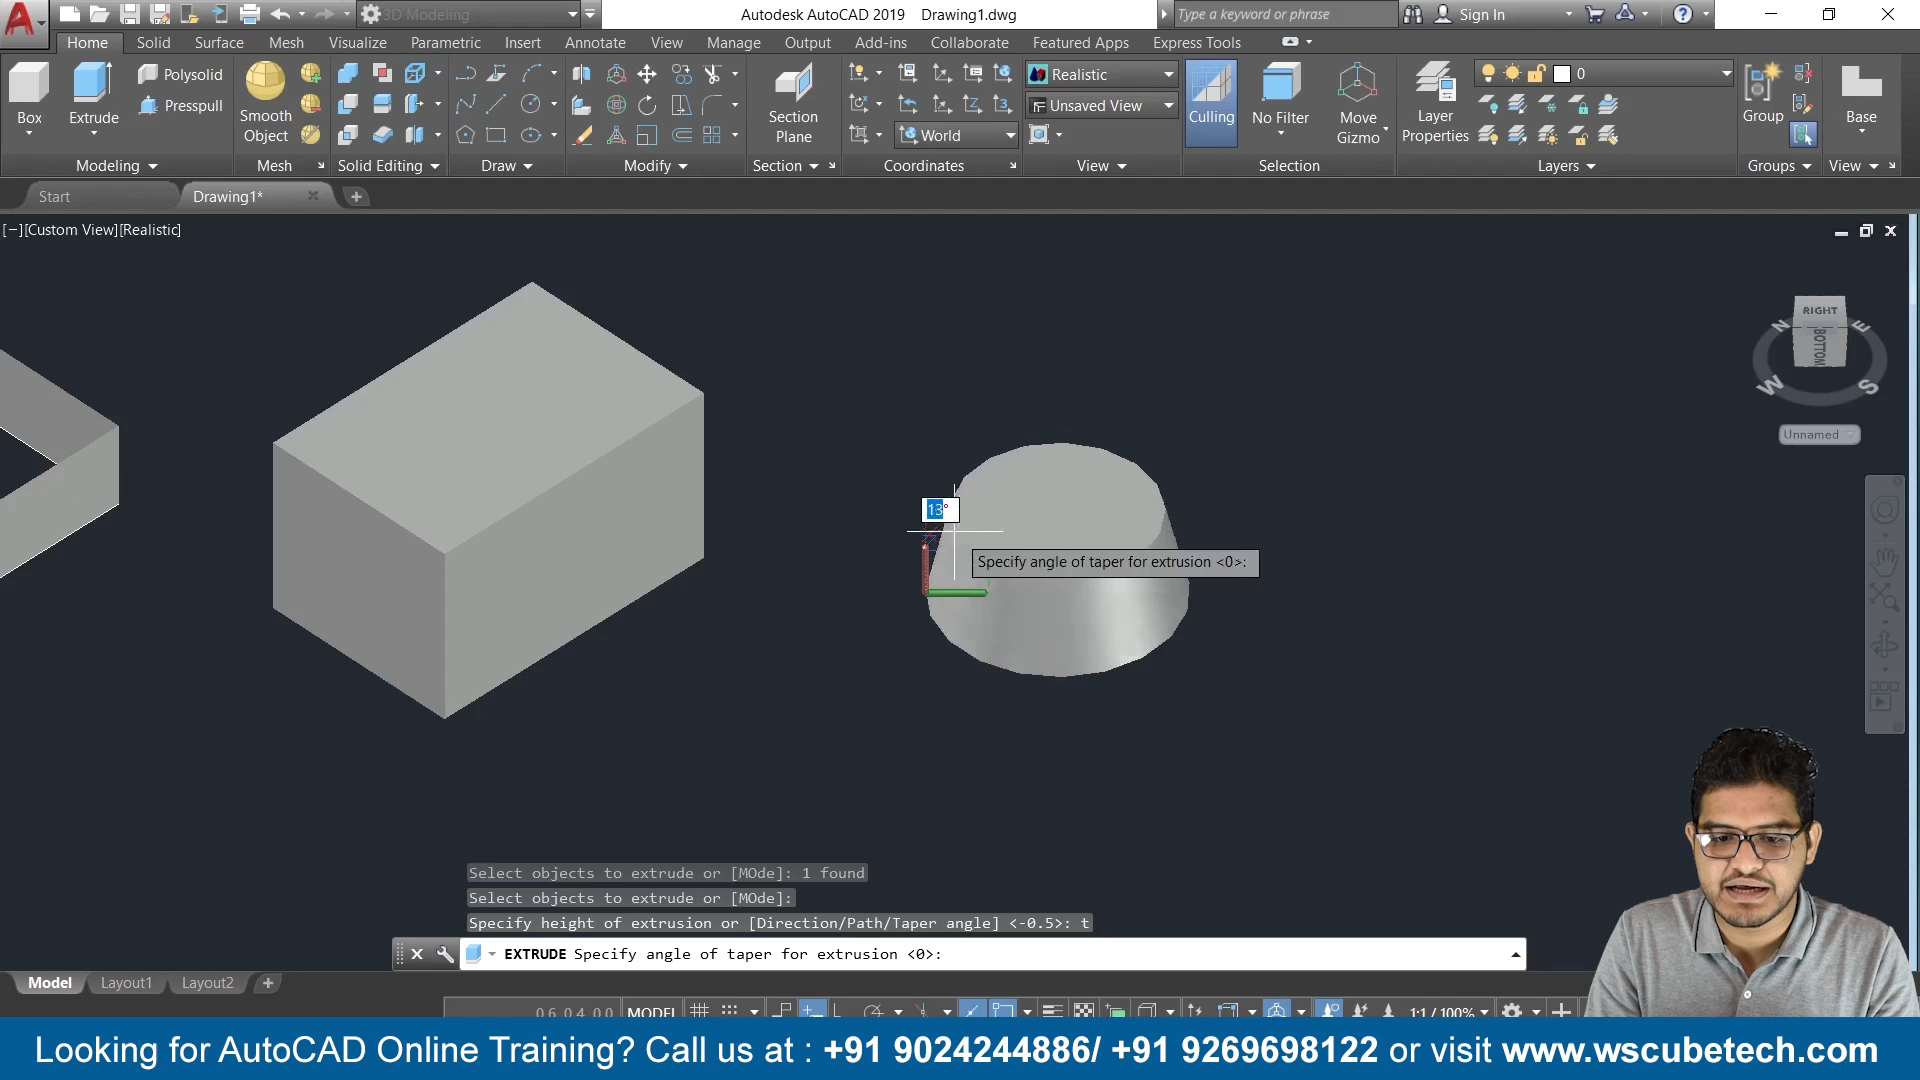 3D Modeling
Autodesk AutoCAD 2019 Drawing1.dwg
Type a keyword or phrase
Sign In
Home Solid Surface Mesh Visualize Parametric Insert Annotate View Manage Output Add-ins Collaborate Featured Apps Express Tools
Box
Extrude
Polysolid
Presspull
Smooth
Object
Section
Plane
World
Realistic
Unsaved View
Culling
No Filter
Move
Gizmo
Layer
Properties
0
Group
Base
Modeling Mesh Solid Editing Draw Modify Section Coordinates View Selection Layers Groups View
Start Drawing1*
[−][Custom View][Realistic]
RIGHT
BOTTOM
N
E
W
S
Unnamed
13°
Specify angle of taper for extrusion <0>:
Select objects to extrude or [MOde]: 1 found
Select objects to extrude or [MOde]:
Specify height of extrusion or [Direction/Path/Taper angle] <-0.5>: t
EXTRUDE Specify angle of taper for extrusion <0>:
Model Layout1 Layout2
MODEL
1:1 / 100%
Looking for AutoCAD Online Training? Call us at : +91 9024244886/ +91 9269698122 or visit www.wscubetech.com